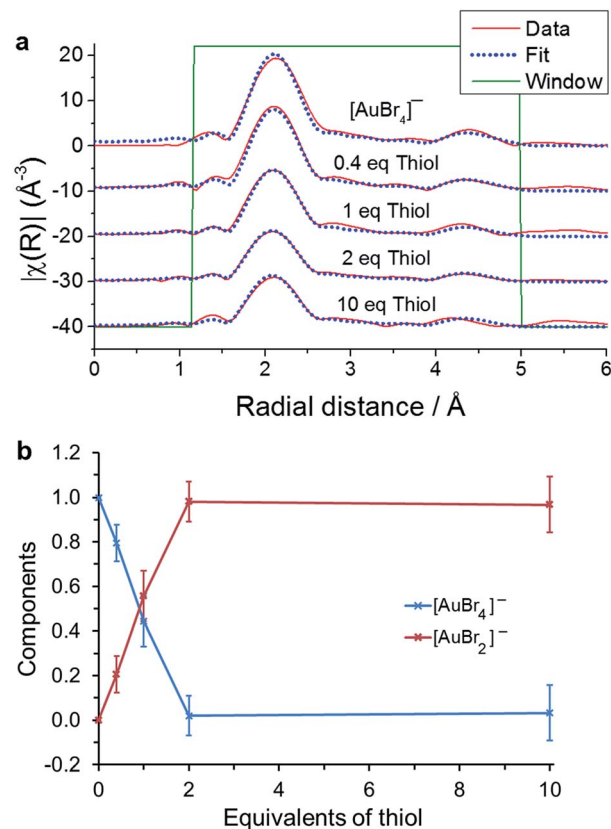 a
Data
Fit
Window
[AuBr₄]⁻
0.4 eq Thiol
1 eq Thiol
2 eq Thiol
10 eq Thiol
|χ(R)| (Å⁻³)
20
10
0
-10
-20
-30
-40
0 1 2 3 4 5 6
Radial distance / Å
b
Components
1.2
1.0
0.8
0.6
0.4
0.2
0.0
-0.2
[AuBr₄]⁻
[AuBr₂]⁻
0 2 4 6 8 10
Equivalents of thiol